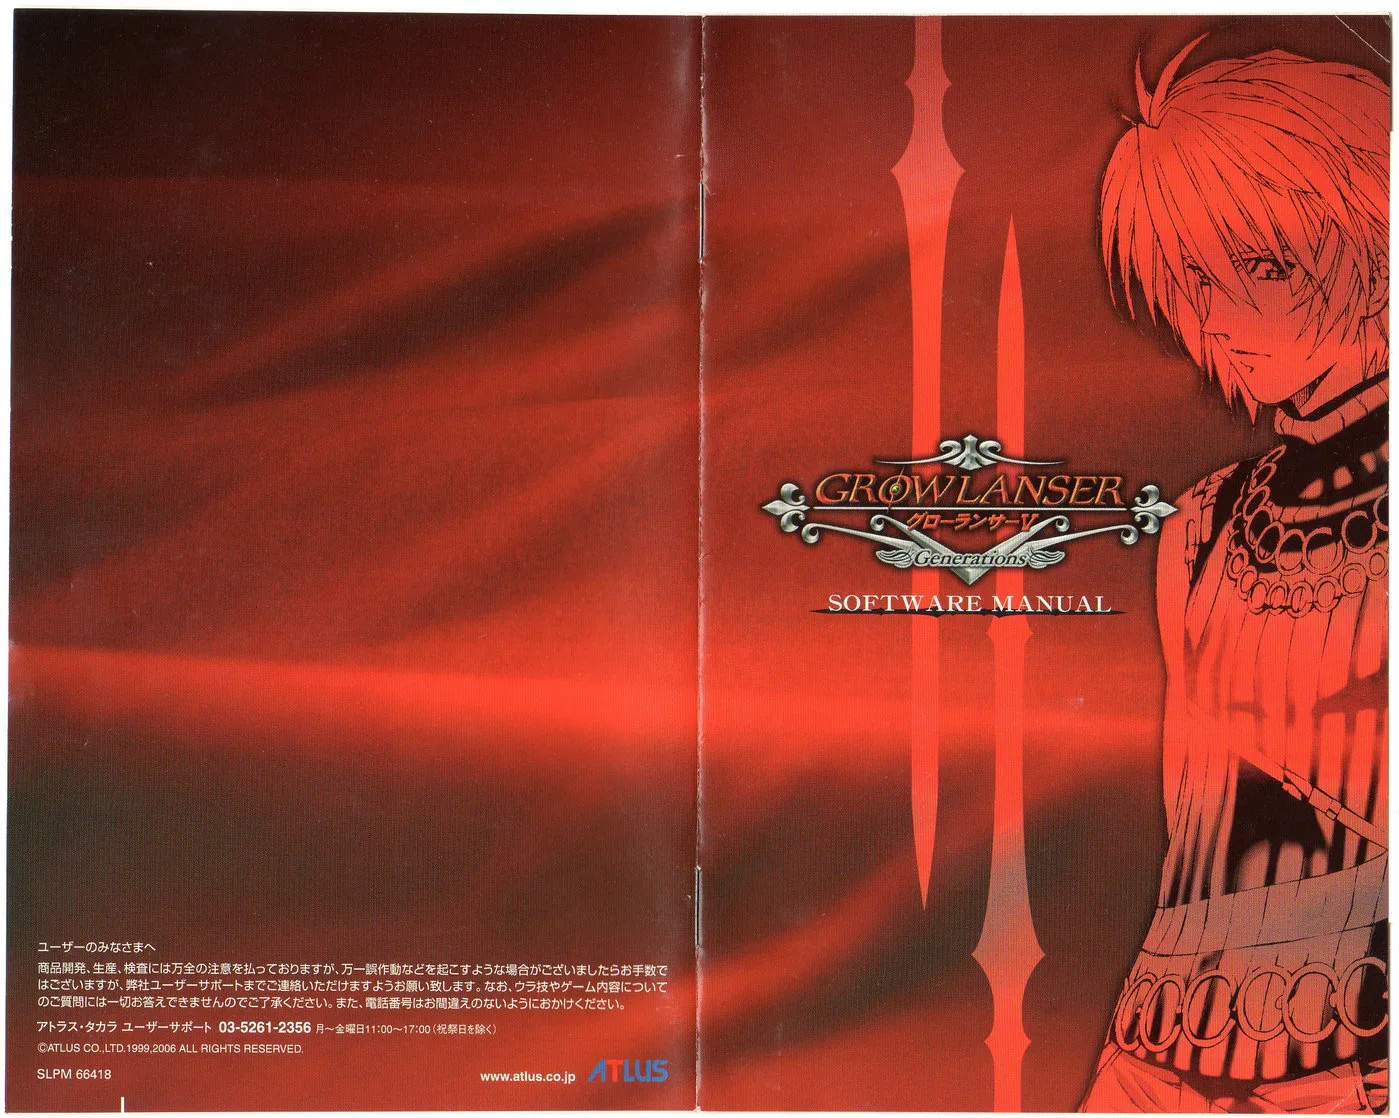 ユーザーのみなさまへ
商品開発、生産、検査には万全の注意を払っておりますが、万一誤作動などを起こすような場合がございましたらお手数で
はございますが、弊社ユーザーサポートまでご連絡いただけますようお願い致します。なお、ウラ技やゲーム内容について
のご質問には一切お答えできませんのでご了承ください。また、電話番号はお間違えのないようにおかけください。
アトラス・タカラ ユーザーサポート 03-5261-2356 月〜金曜日11:00〜17:00(祝祭日を除く)
©ATLUS CO.,LTD.1999,2006 ALL RIGHTS RESERVED.
SLPM 66418
www.atlus.co.jp ATLUS
GROWLANSER
グローランサーV
Generations
SOFTWARE MANUAL